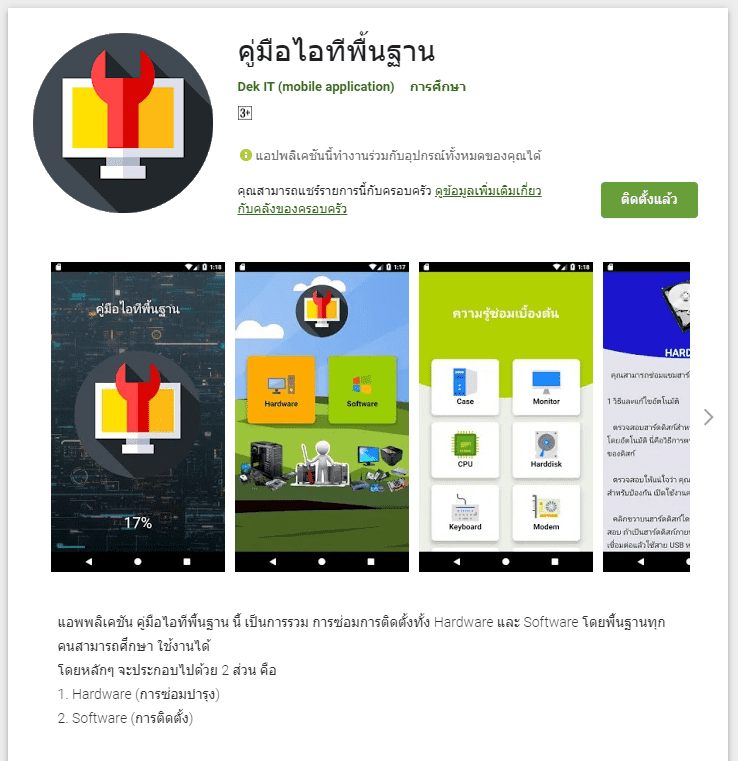 คู่มือไอทีพื้นฐาน
Dek IT (mobile application) การศึกษา
3+
แอปพลิเคชันนี้ทำงานร่วมกับอุปกรณ์ทั้งหมดของคุณได้
คุณสามารถแชร์รายการนี้กับครอบครัว ดูข้อมูลเพิ่มเติมเกี่ยว
กับคลังของครอบครัว
ติดตั้งแล้ว
1:18
คู่มือไอทีพื้นฐาน
17%
1:17
Hardware
Software
1:18
ความรู้ซ่อมเบื้องต้น
Case
Monitor
CPU
Harddisk
Keyboard
Modem
HARD
คุณสามารถซ่อมแซมฮาร์
1 วิธีและแก้ไขอัตโนมัติ
ตรวจสอบฮาร์ดดิสก์สำห
โดยอัตโนมัติ นี่คือวิธีการต
ของดิสก์
ตรวจสอบให้แน่ใจว่า คุณ
สำหรับป้องกัน เปิดใช้งานค
คลิกขวาบนฮาร์ดดิสก์โด
สอบ ถ้าเป็นฮาร์ดดิสก์ภาย
เชื่อมต่อแล้วใช้สาย USB ห
แอพพลิเคชัน คู่มือไอทีพื้นฐาน นี้ เป็นการรวม การซ่อมการติดตั้งทั้ง Hardware และ Software โดยพื้นฐานทุก
คนสามารถศึกษา ใช้งานได้
โดยหลักๆ จะประกอบไปด้วย 2 ส่วน คือ
1. Hardware (การซ่อมบำรุง)
2. Software (การติดตั้ง)